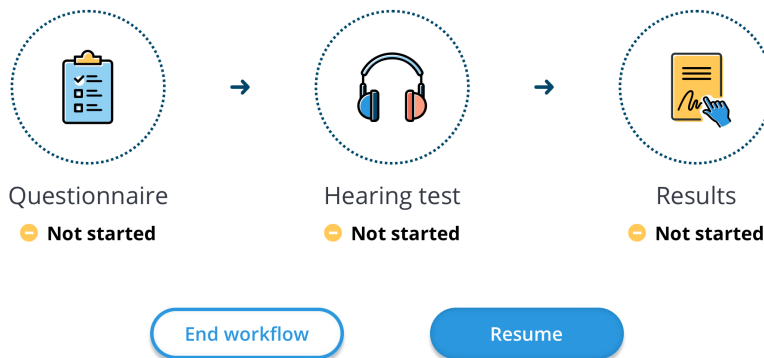 Questionnaire
Not started
Hearing test
Not started
Results
Not started
End workflow
Resume